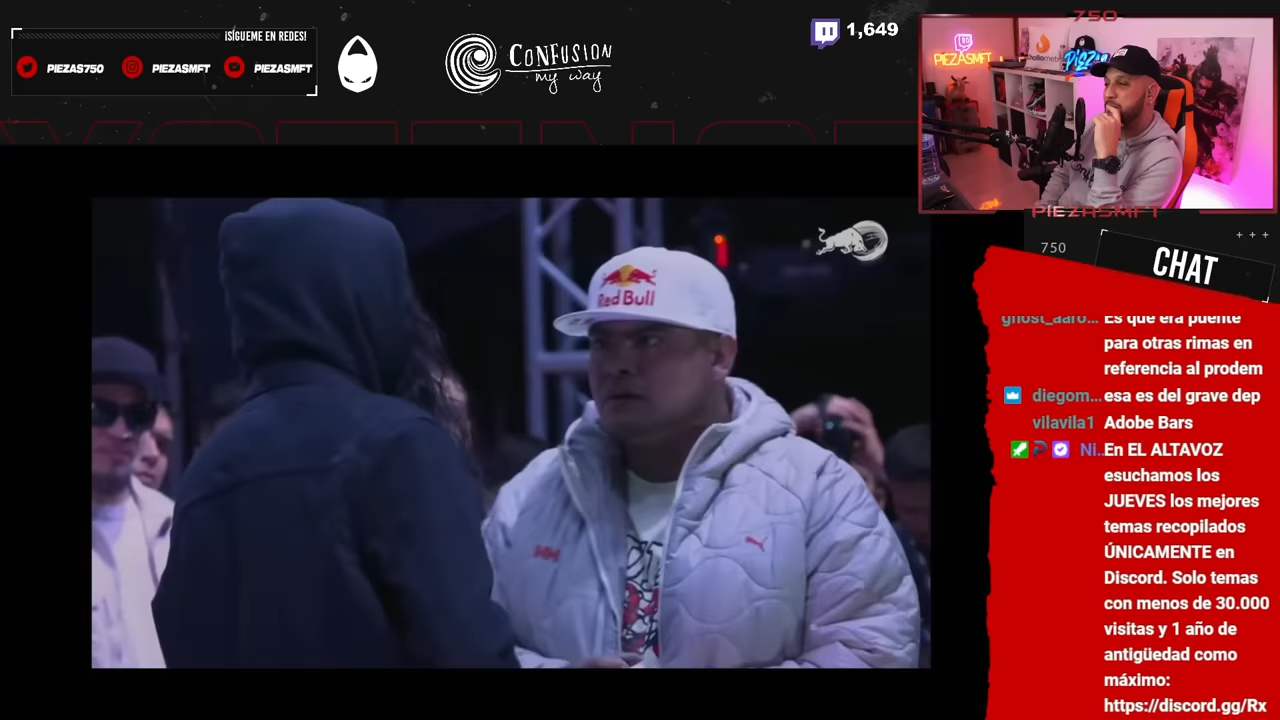 ¡SÍGUEME EN REDES!
PIEZAS750
PIEZASMFT
PIEZASMFT
CONFUSION
my way
1,649
750
PIEZASMFT
PIEZASMFT
750
CHAT
Es que era puente
para otras rimas en
referencia al prodem
diegom... esa es del grave dep
vilavila1 Adobe Bars
Ni.. En EL ALTAVOZ
esuchamos los
JUEVES los mejores
temas recopilados
ÚNICAMENTE en
Discord. Solo temas
con menos de 30.000
visitas y 1 año de
antigüedad como
máximo:
https://discord.gg/Rx
Red Bull